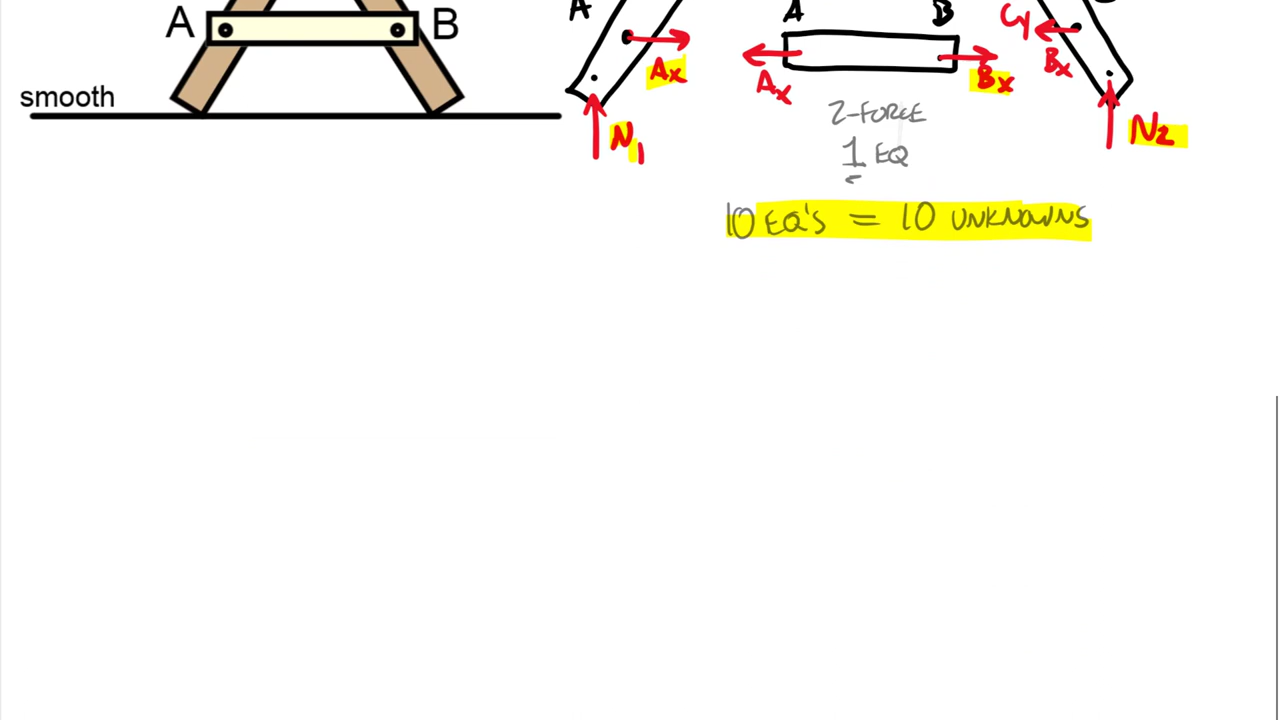 A B
smooth
A
Ax
N1
A B
Ax Bx
2-FORCE
1 EQ
10 EQ'S = 10 UNKNOWNS
Cy
Bx
N2